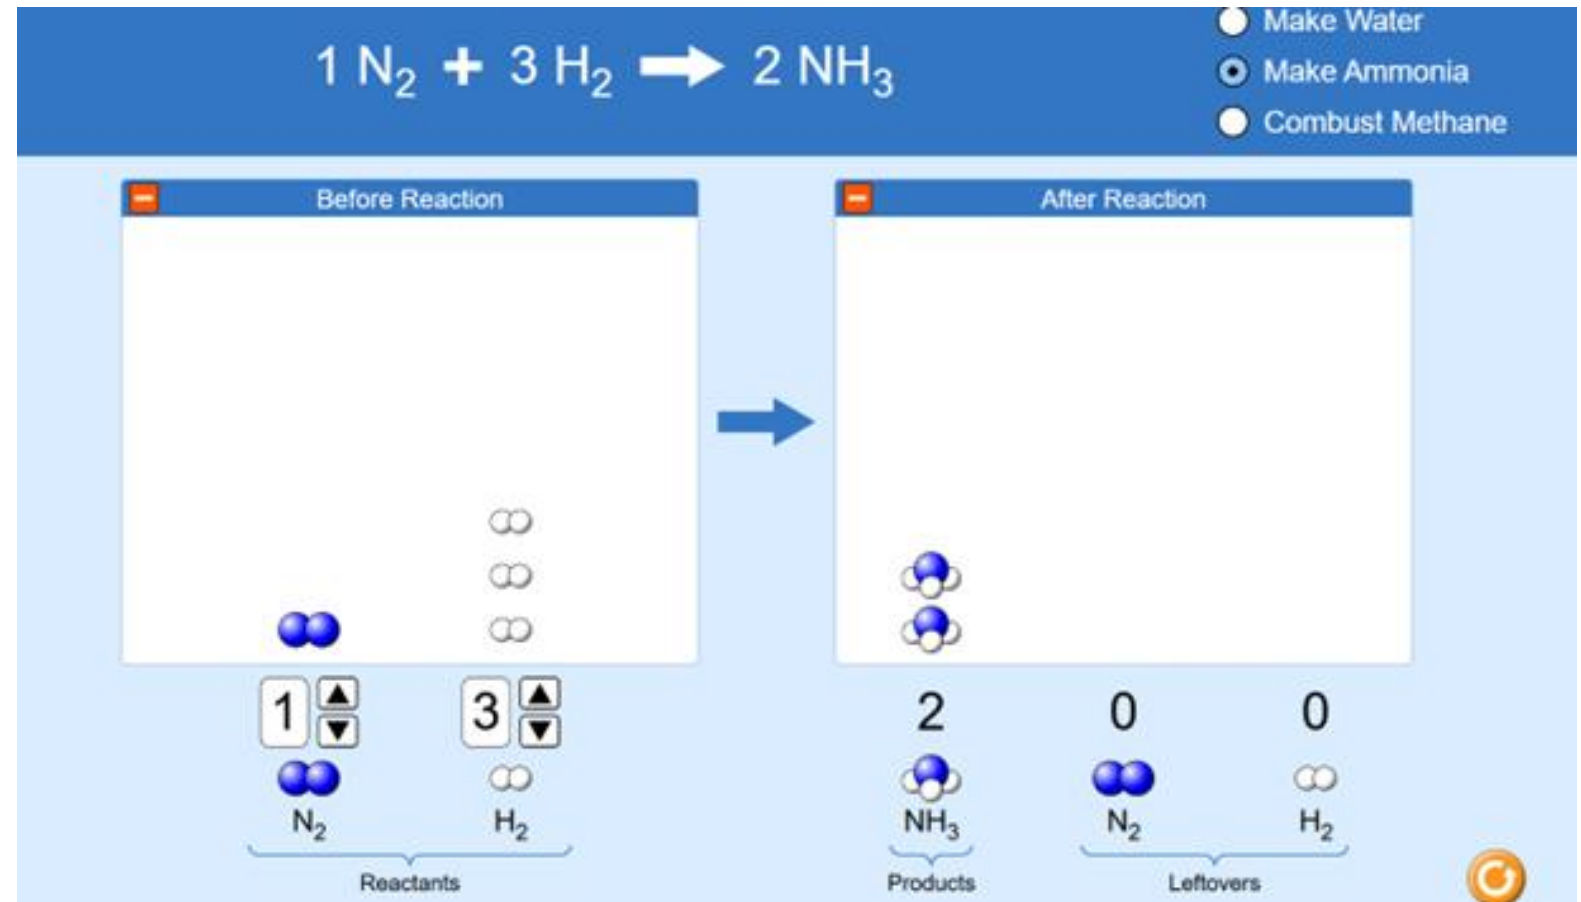 1 N₂ + 3 H₂ → 2 NH₃
Make Water
Make Ammonia
Combust Methane
Before Reaction
After Reaction
1 3
2 0 0
N₂ H₂
NH₃ N₂ H₂
Reactants
Products
Leftovers